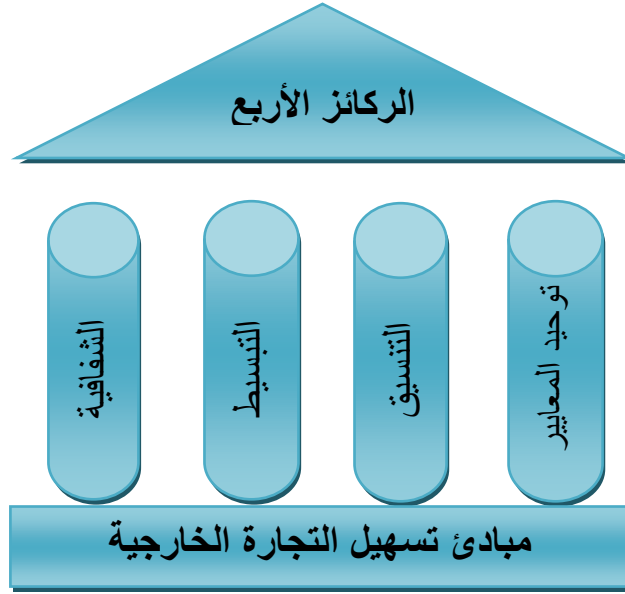 الركائز الأربع
توحيد المعايير
التنسيق
التبسيط
الشفافية
مبادئ تسهيل التجارة الخارجية